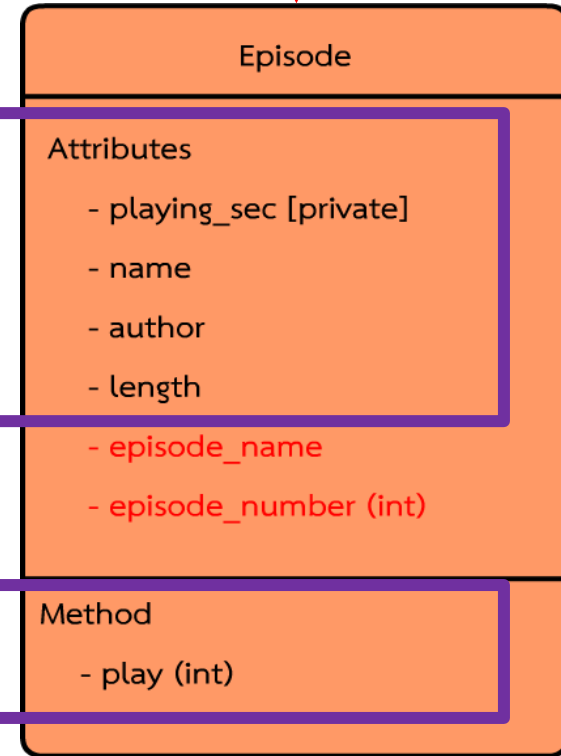 Episode
Attributes
- playing_sec [private]
- name
- author
- length
- episode_name
- episode_number (int)
Method
- play (int)